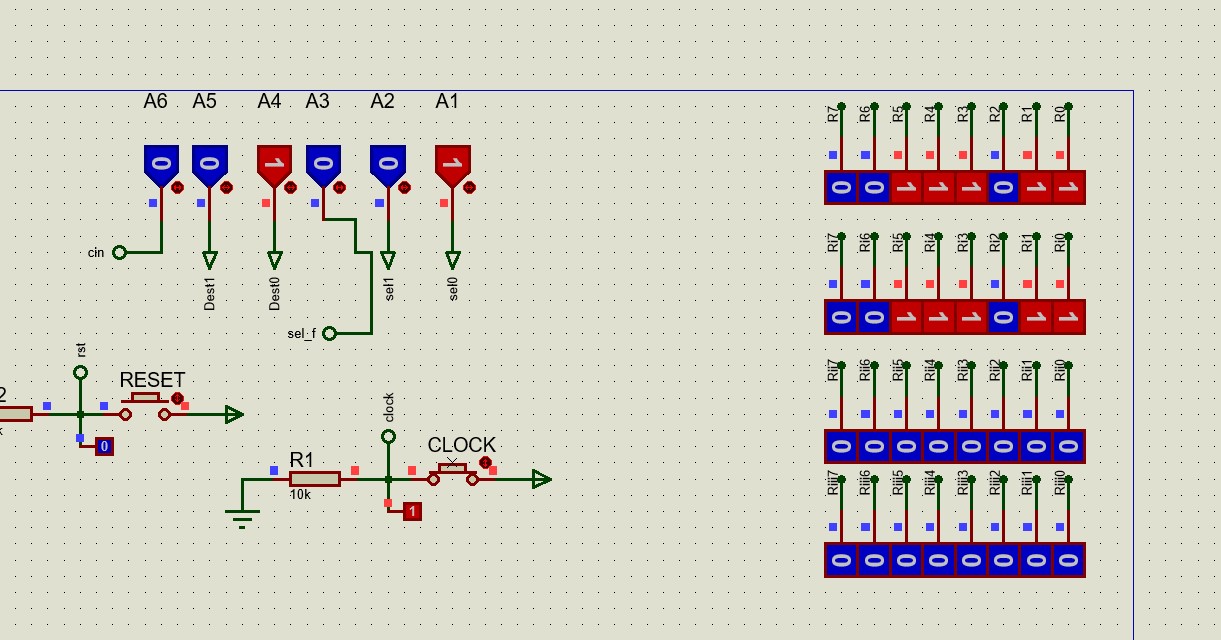 A6 A5 A4 A3 A2 A1
0 0 1 0 0 1
cin
Dest1 Dest0 sel1 sel0
sel_f
rst
RESET
2
k
0
clock
CLOCK
R1
10k
1
R7 R6 R5 R4 R3 R2 R1 R0
0 0 1 1 1 0 1 1
Ri7 Ri6 Ri5 Ri4 Ri3 Ri2 Ri1 Ri0
0 0 1 1 1 0 1 1
Rii7 Rii6 Rii5 Rii4 Rii3 Rii2 Rii1 Rii0
0 0 0 0 0 0 0 0
Riii7 Riii6 Riii5 Riii4 Riii3 Riii2 Riii1 Riii0
0 0 0 0 0 0 0 0